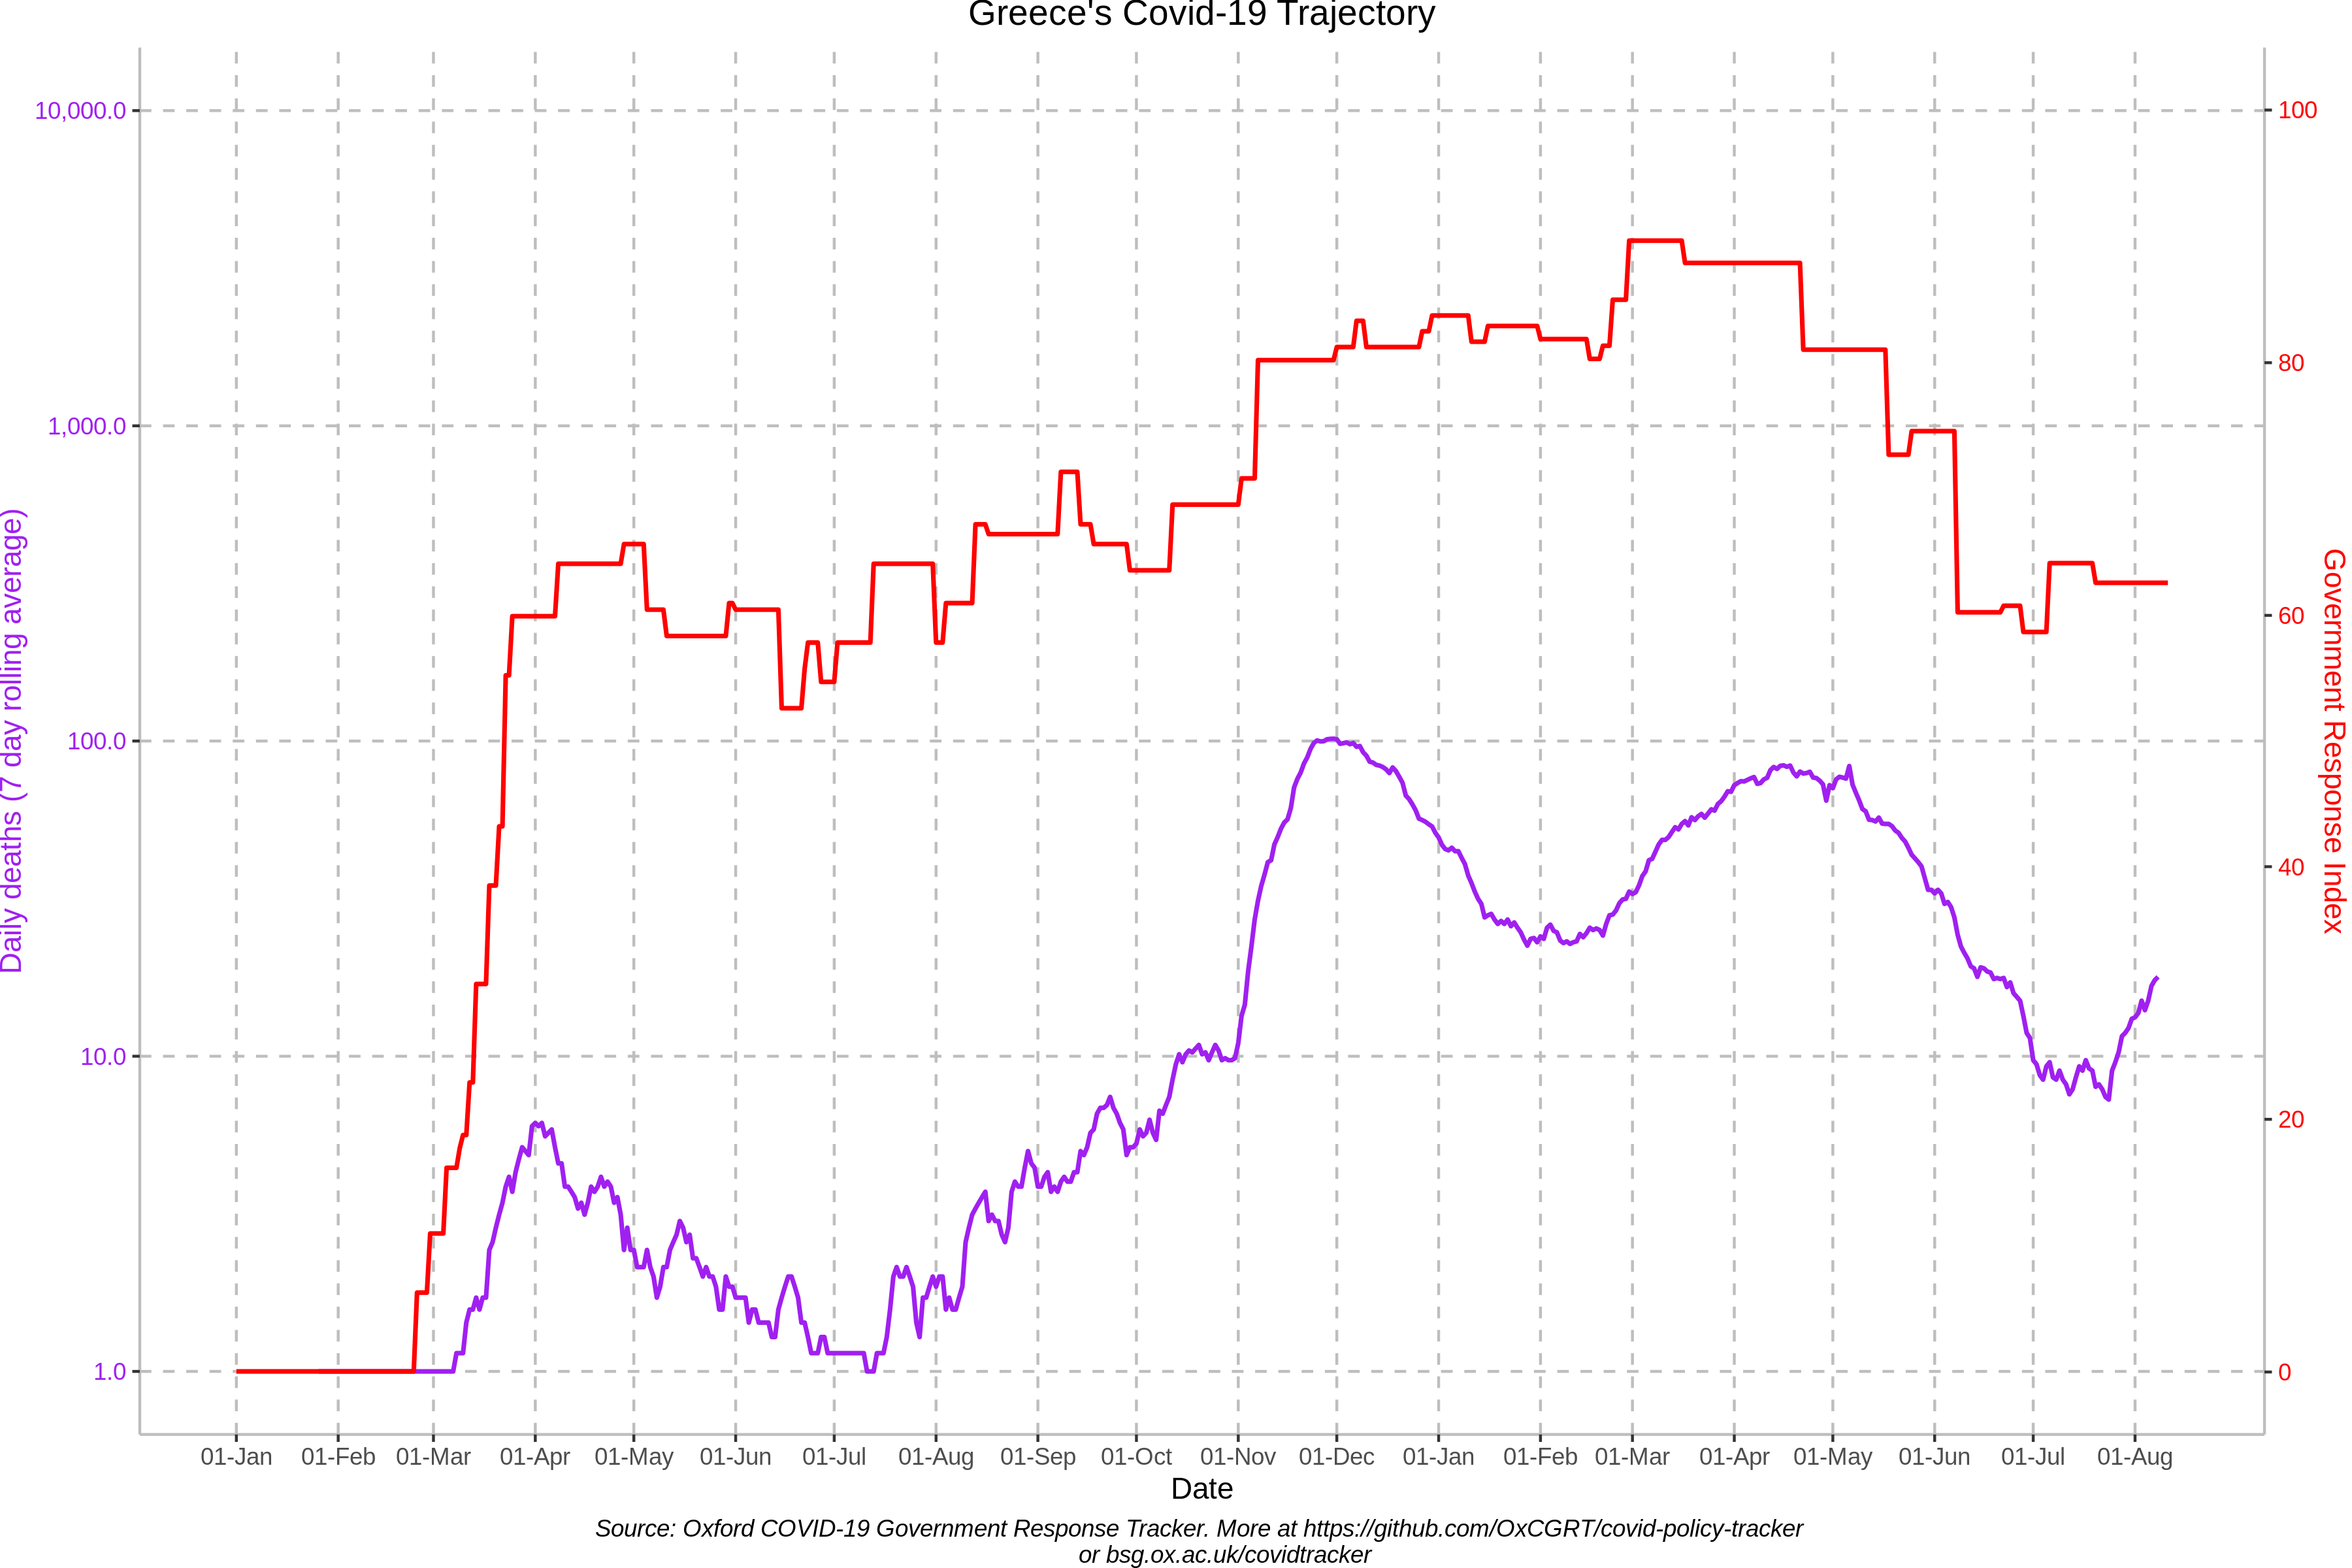 Greece's Covid-19 Trajectory
10,000.0
1,000.0
100.0
10.0
1.0
Daily deaths (7 day rolling average)
100
80
60
40
20
0
Government Response Index
01-Jan 01-Feb 01-Mar 01-Apr 01-May 01-Jun 01-Jul 01-Aug 01-Sep 01-Oct 01-Nov 01-Dec 01-Jan 01-Feb 01-Mar 01-Apr 01-May 01-Jun 01-Jul 01-Aug
Date
Source: Oxford COVID-19 Government Response Tracker. More at https://github.com/OxCGRT/covid-policy-tracker
or bsg.ox.ac.uk/covidtracker